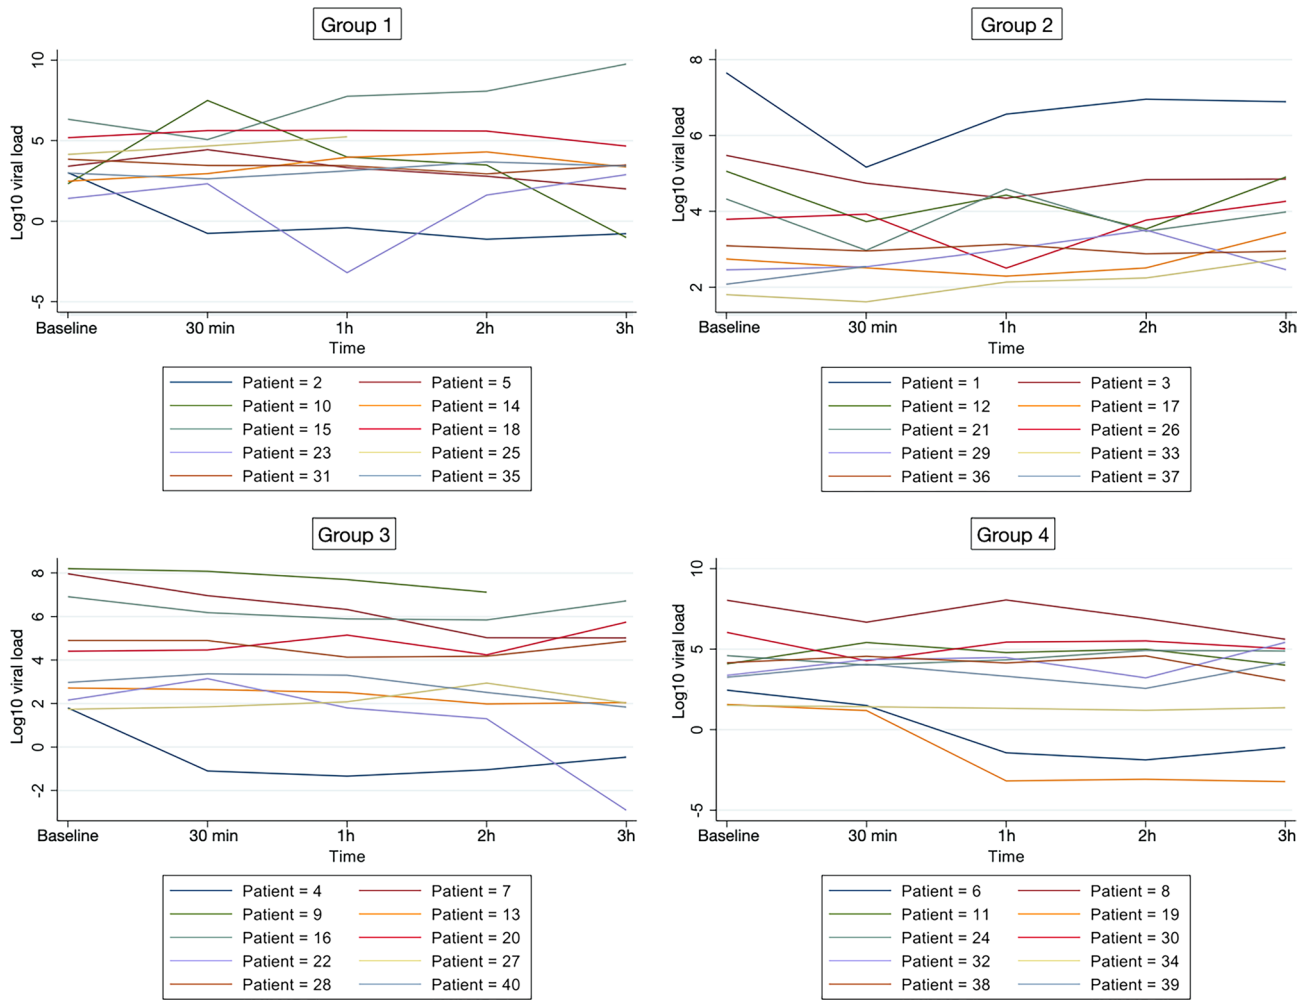 Group 1
Log10 viral load
10
5
0
-5
Baseline 30 min 1h 2h 3h
Time
Patient = 2 Patient = 5
Patient = 10 Patient = 14
Patient = 15 Patient = 18
Patient = 23 Patient = 25
Patient = 31 Patient = 35
Group 2
Log10 viral load
8
6
4
2
Baseline 30 min 1h 2h 3h
Time
Patient = 1 Patient = 3
Patient = 12 Patient = 17
Patient = 21 Patient = 26
Patient = 29 Patient = 33
Patient = 36 Patient = 37
Group 3
Log10 viral load
8
6
4
2
0
-2
Baseline 30 min 1h 2h 3h
Time
Patient = 4 Patient = 7
Patient = 9 Patient = 13
Patient = 16 Patient = 20
Patient = 22 Patient = 27
Patient = 28 Patient = 40
Group 4
Log10 viral load
10
5
0
-5
Baseline 30 min 1h 2h 3h
Time
Patient = 6 Patient = 8
Patient = 11 Patient = 19
Patient = 24 Patient = 30
Patient = 32 Patient = 34
Patient = 38 Patient = 39